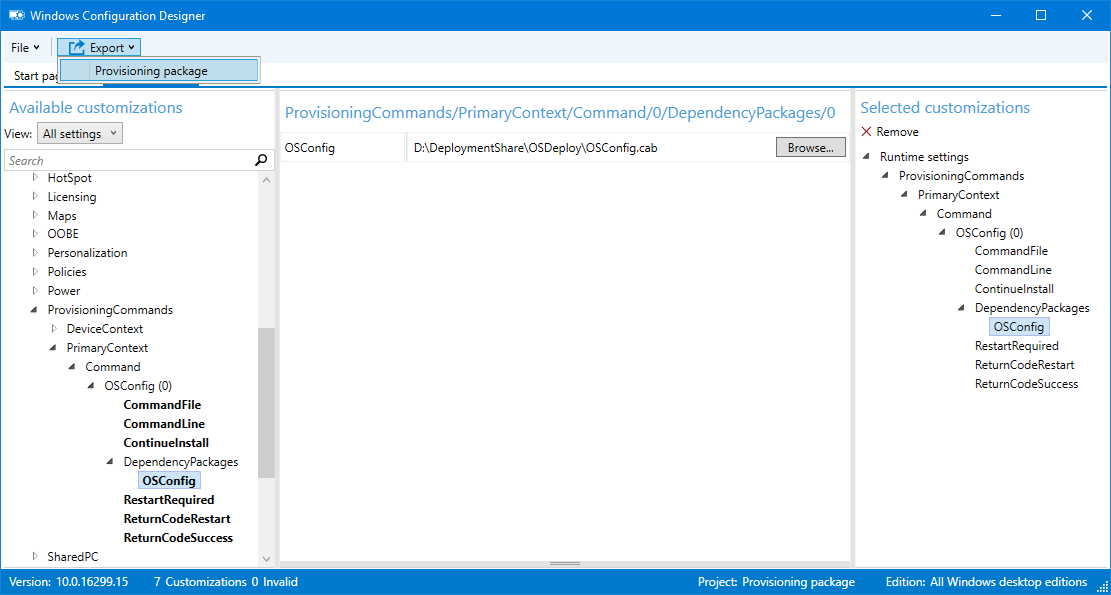 Windows Configuration Designer
File
Export
Provisioning package
Start pa
Available customizations
View: All settings
Search
HotSpot
Licensing
Maps
OOBE
Personalization
Policies
Power
ProvisioningCommands
DeviceContext
PrimaryContext
Command
OSConfig (0)
CommandFile
CommandLine
ContinueInstall
DependencyPackages
OSConfig
RestartRequired
ReturnCodeRestart
ReturnCodeSuccess
SharedPC
ProvisioningCommands/PrimaryContext/Command/0/DependencyPackages/0
OSConfig D:\DeploymentShare\OSDeploy\OSConfig.cab Browse...
Selected customizations
Remove
Runtime settings
ProvisioningCommands
PrimaryContext
Command
OSConfig (0)
CommandFile
CommandLine
ContinueInstall
DependencyPackages
OSConfig
RestartRequired
ReturnCodeRestart
ReturnCodeSuccess
Version: 10.0.16299.15 7 Customizations 0 Invalid Project: Provisioning package Edition: All Windows desktop editions